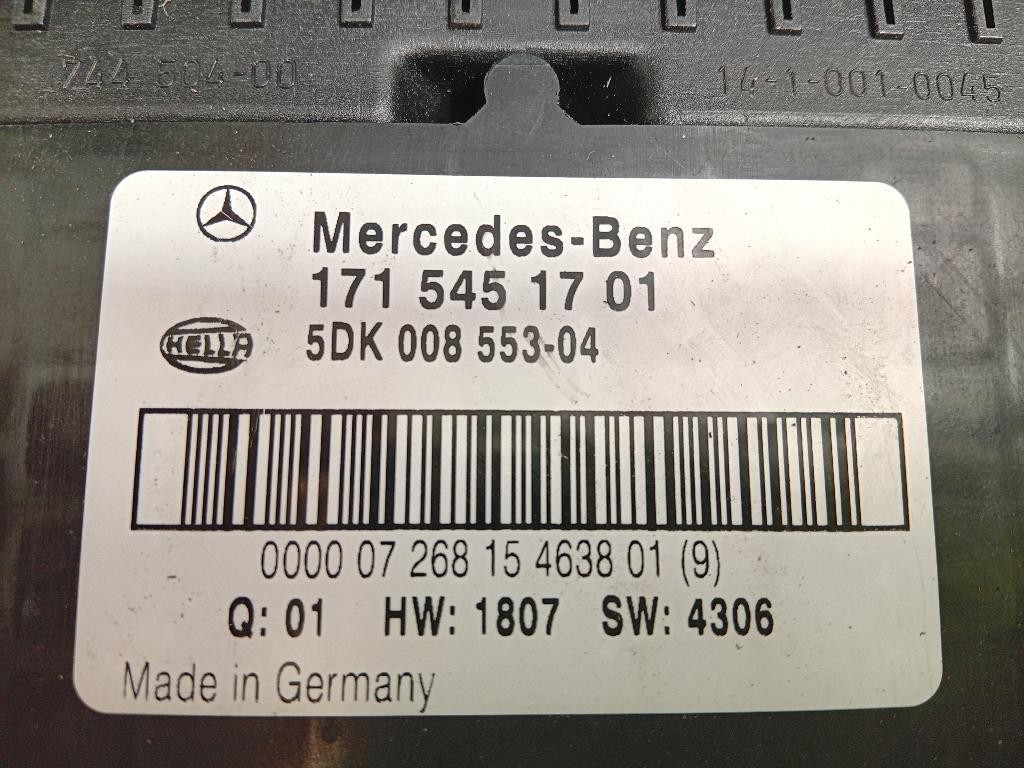 744 504-00
14-1-001-0045
Mercedes-Benz
171 545 17 01
HELLA
5DK 008 553-04
0000 07 268 15 4638 01 (9)
Q: 01 HW: 1807 SW: 4306
Made in Germany